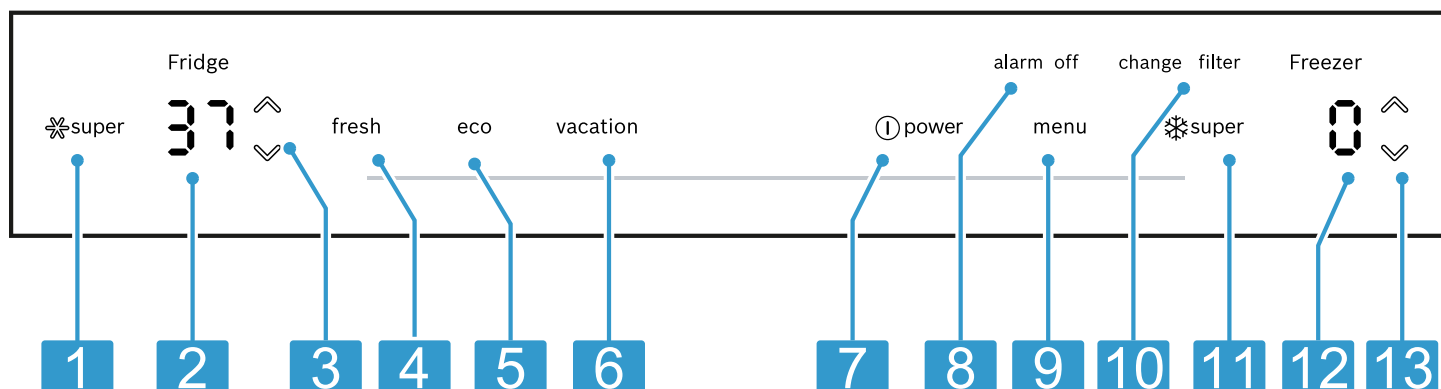 Fridge alarm off change filter Freezer
super 37 fresh eco vacation power menu super 0
1 2 3 4 5 6 7 8 9 10 11 12 13